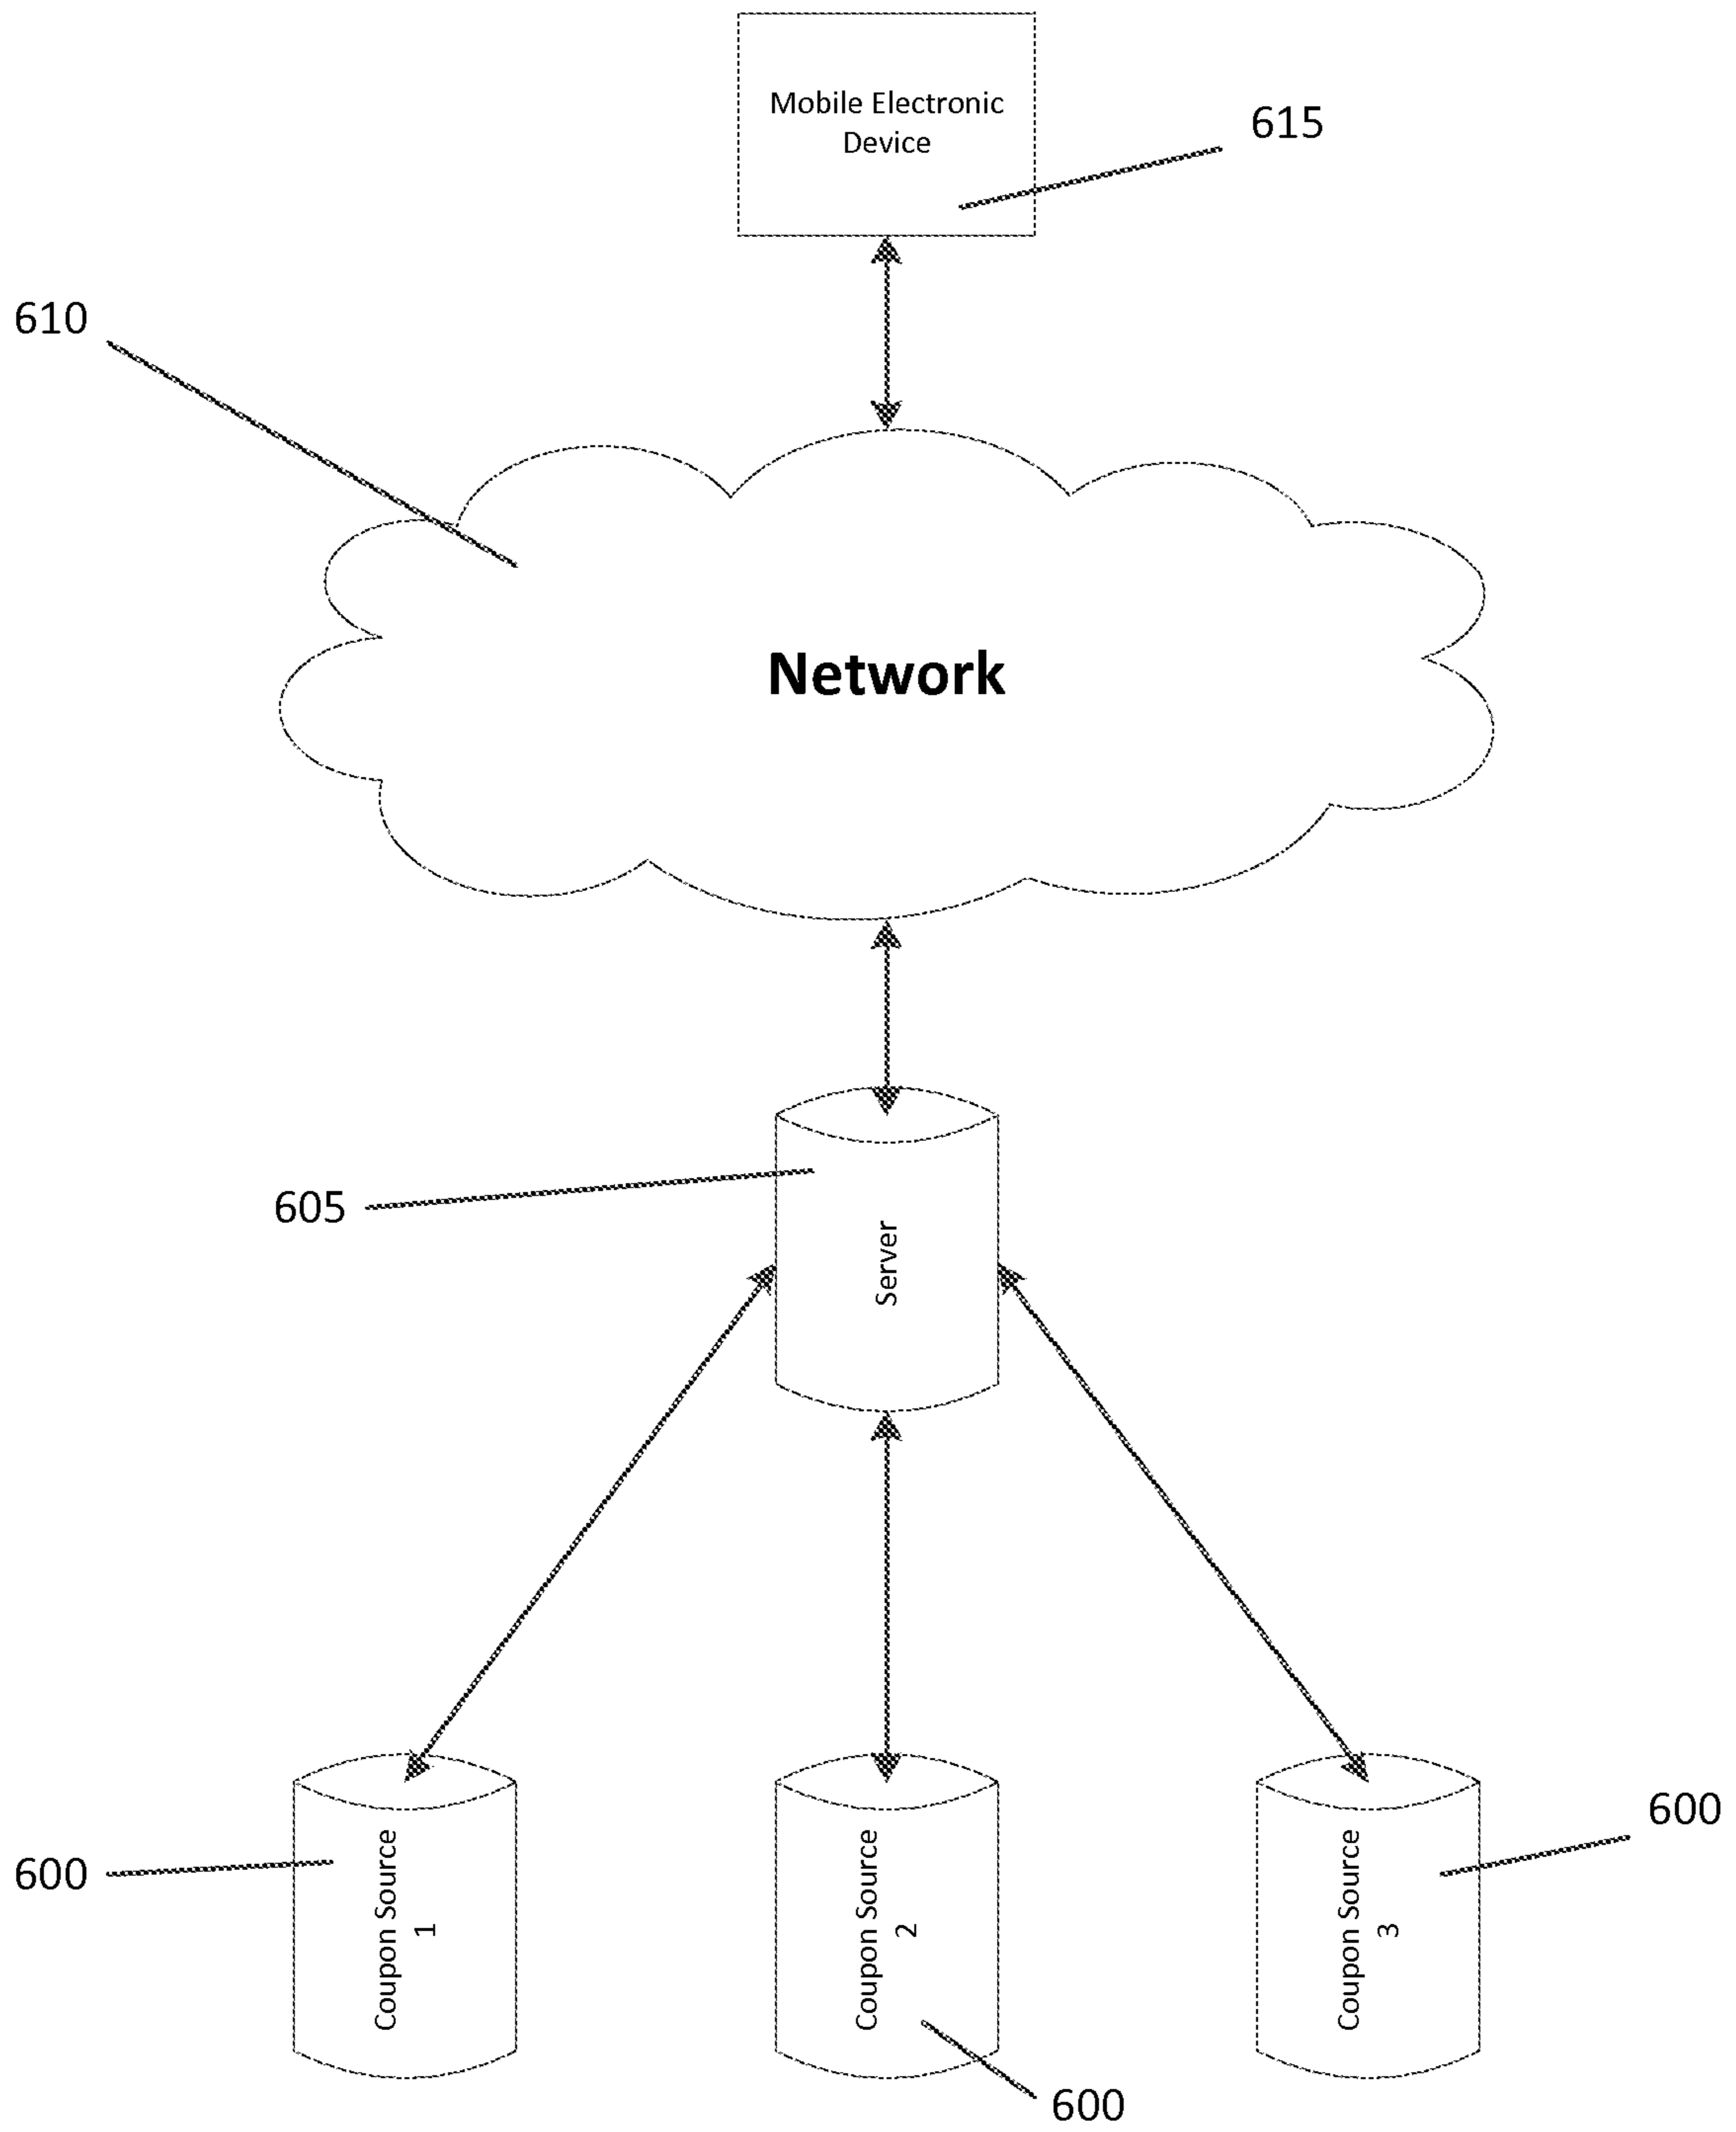 Mobile Electronic
Device
615
610
Network
605
Server
600
Coupon Source
1
Coupon Source
2
600
Coupon Source
3
600